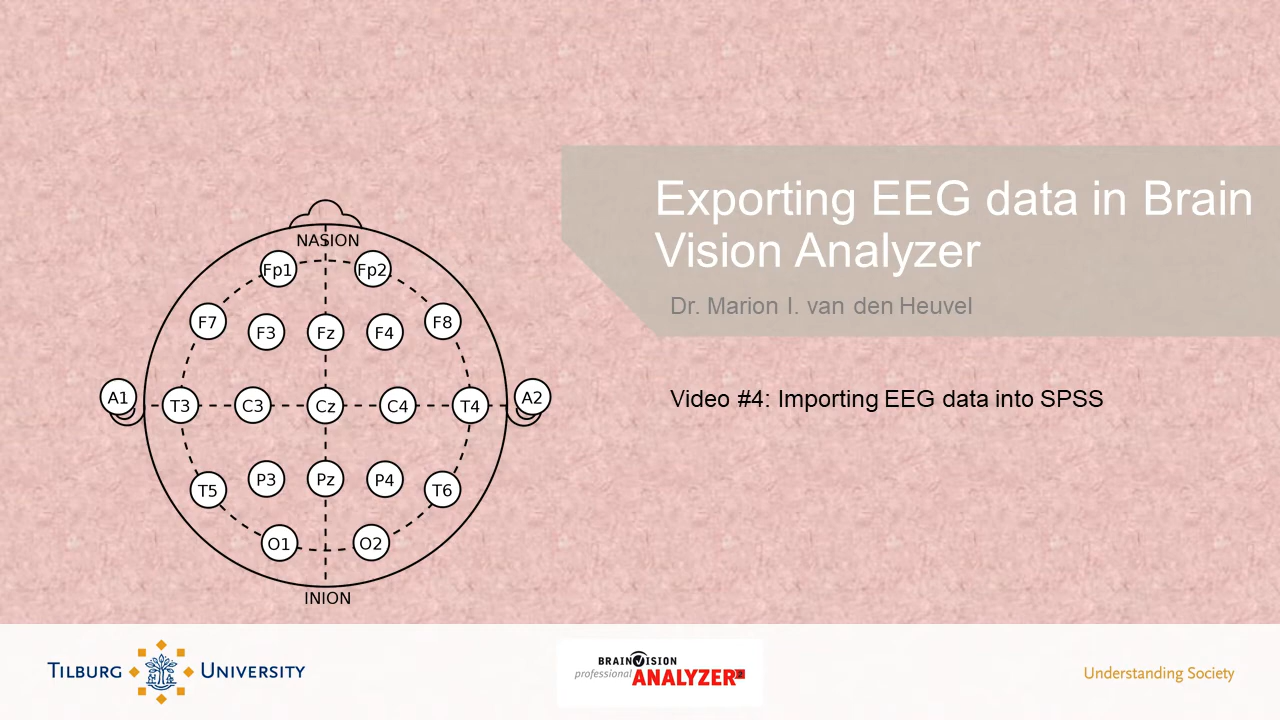 Exporting EEG data in Brain
Vision Analyzer
Dr. Marion I. van den Heuvel
Video #4: Importing EEG data into SPSS
NASION
Fp1 Fp2
F7 F3 Fz F4 F8
A1 T3 C3 Cz C4 T4 A2
T5 P3 Pz P4 T6
O1 O2
INION
TILBURG UNIVERSITY
BRAINVISION
professional ANALYZER 2
Understanding Society